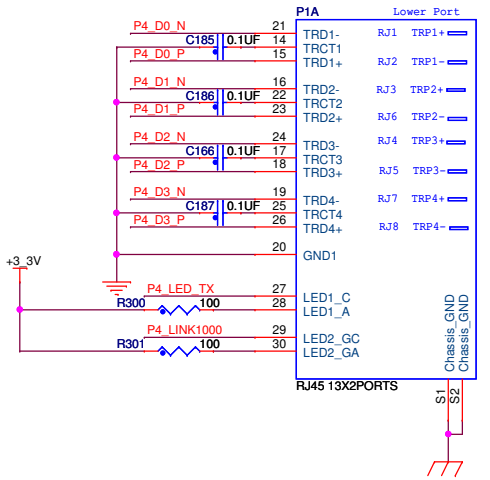 P1A
Lower Port
P4_D0_N 21 TRD1- RJ1 TRP1+
C185 0.1UF 14 TRCT1
P4_D0_P 15 TRD1+ RJ2 TRP1-
P4_D1_N 16 TRD2- RJ3 TRP2+
C186 0.1UF 22 TRCT2
P4_D1_P 23 TRD2+ RJ6 TRP2-
P4_D2_N 24 TRD3- RJ4 TRP3+
C166 0.1UF 17 TRCT3
P4_D2_P 18 TRD3+ RJ5 TRP3-
P4_D3_N 19 TRD4- RJ7 TRP4+
C187 0.1UF 25 TRCT4
P4_D3_P 26 TRD4+ RJ8 TRP4-
20 GND1
+3_3V
P4_LED_TX 27 LED1_C
R300 100 28 LED1_A
P4_LINK1000 29 LED2_GC
R301 100 30 LED2_GA
Chassis_GND
Chassis_GND
RJ45 13X2PORTS
S1
S2